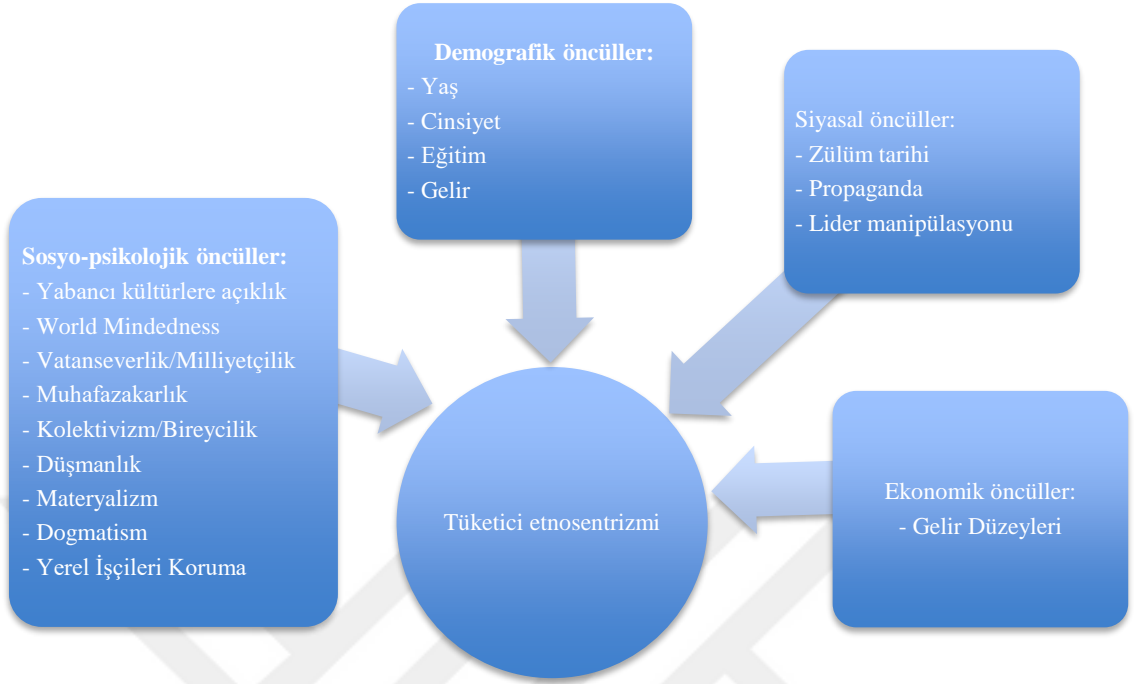 Demografik öncüller:
- Yaş
- Cinsiyet
- Eğitim
- Gelir
Siyasal öncüller:
- Zülüm tarihi
- Propaganda
- Lider manipülasyonu
Sosyo-psikolojik öncüller:
- Yabancı kültürlere açıklık
- World Mindedness
- Vatanseverlik/Milliyetçilik
- Muhafazakarlık
- Kolektivizm/Bireycilik
- Düşmanlık
- Materyalizm
- Dogmatism
- Yerel İşçileri Koruma
Tüketici etnosentrizmi
Ekonomik öncüller:
- Gelir Düzeyleri